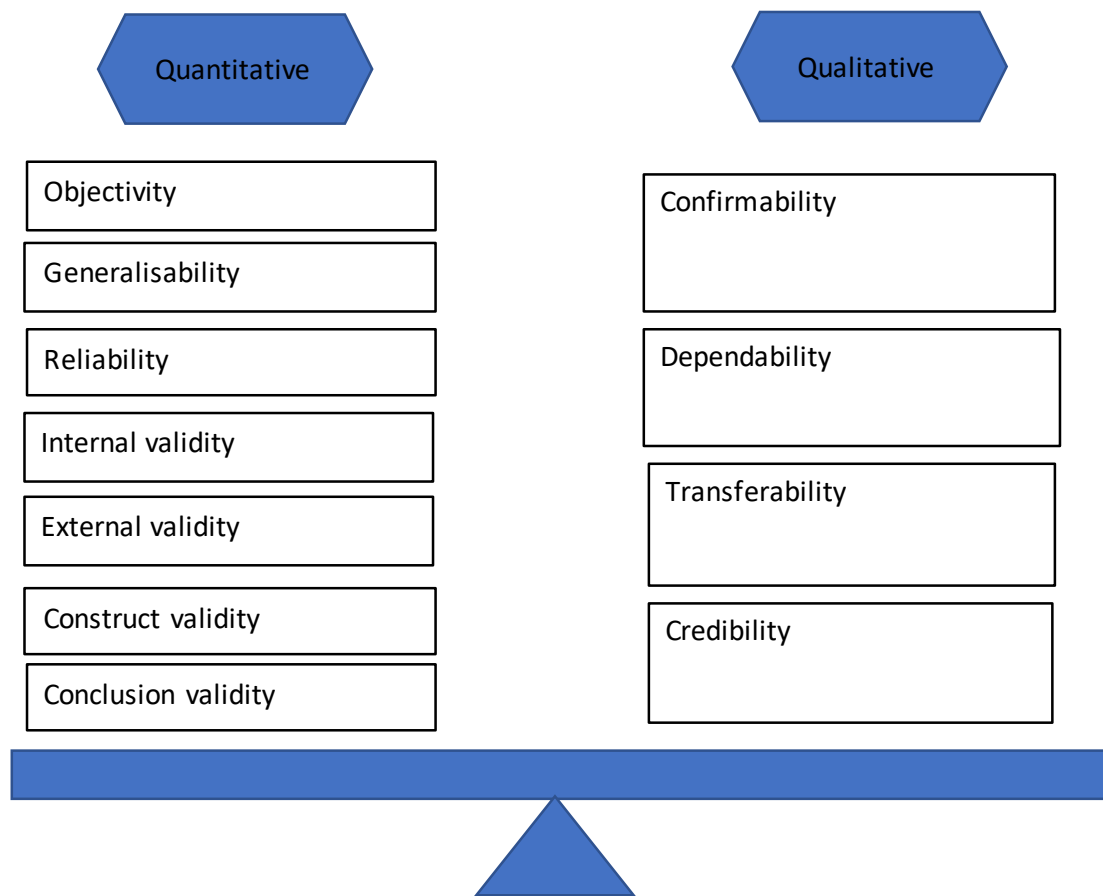 Quantitative
Objectivity
Generalisability
Reliability
Internal validity
External validity
Construct validity
Conclusion validity
Qualitative
Confirmability
Dependability
Transferability
Credibility